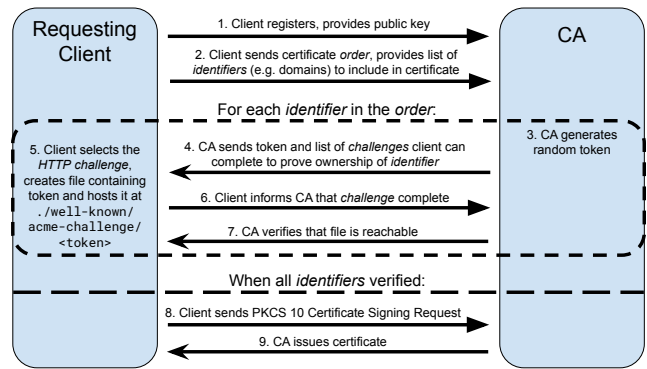 Requesting
Client
CA
1. Client registers, provides public key
2. Client sends certificate order, provides list of
identifiers (e.g. domains) to include in certificate
For each identifier in the order:
3. CA generates
random token
4. CA sends token and list of challenges client can
complete to prove ownership of identifier
5. Client selects the
HTTP challenge,
creates file containing
token and hosts it at
./well-known/
acme-challenge/
<token>
6. Client informs CA that challenge complete
7. CA verifies that file is reachable
When all identifiers verified:
8. Client sends PKCS 10 Certificate Signing Request
9. CA issues certificate